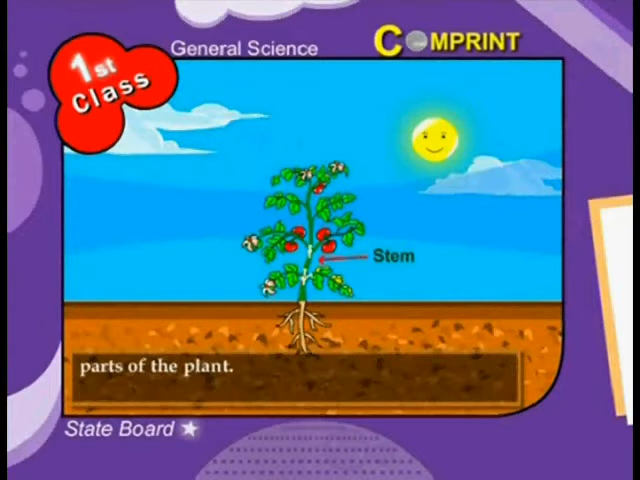 General Science
COMPRINT
1st
Class
Stem
parts of the plant.
State Board